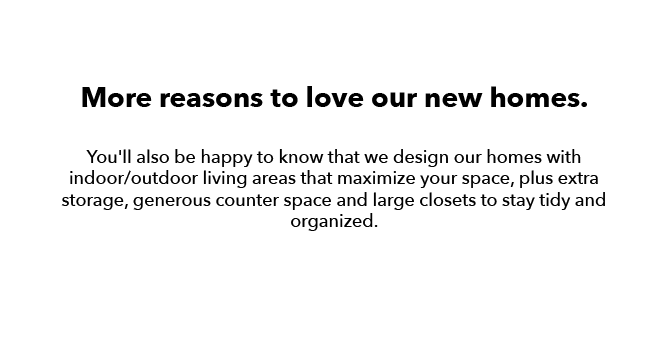 More reasons to love our new homes.
You'll also be happy to know that we design our homes with
indoor/outdoor living areas that maximize your space, plus extra
storage, generous counter space and large closets to stay tidy and
organized.